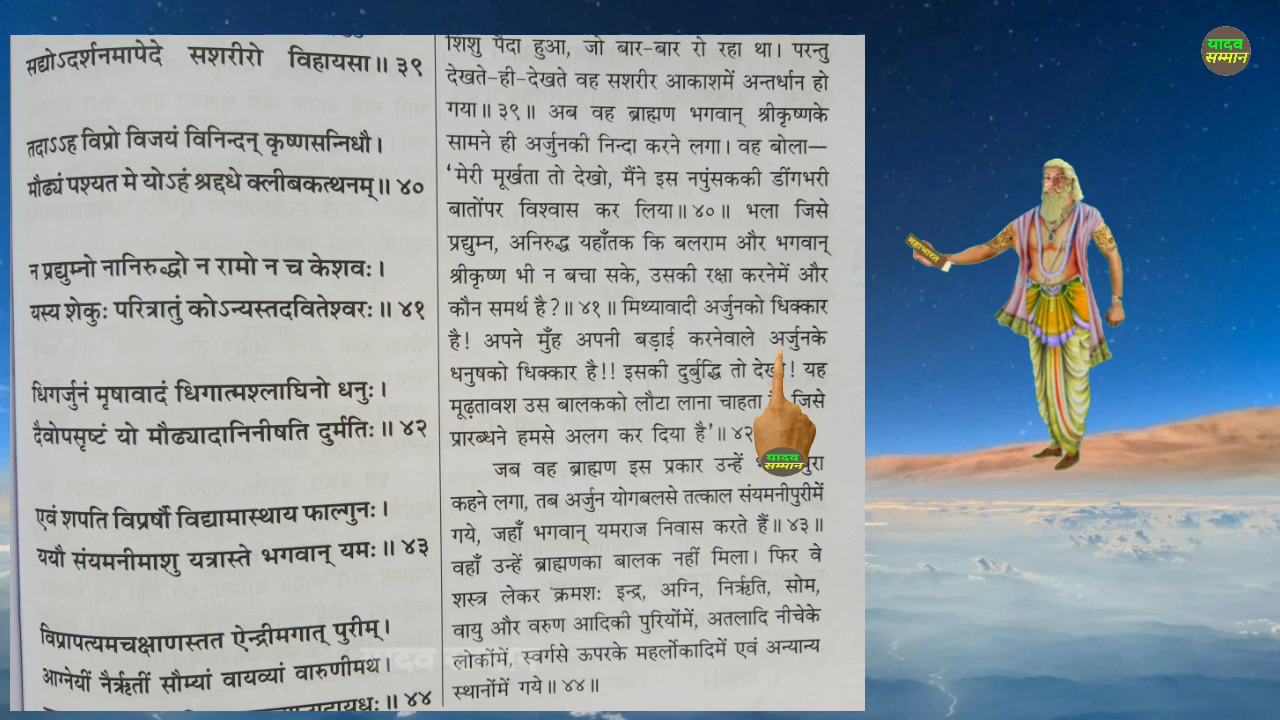 सद्योऽदर्शनमापेदे सशरीरो विहायसा॥ ३९
तदाऽऽह विप्रो विजयं विनिन्दन् कृष्णसन्निधौ।
मौढ्यं पश्यत मे योऽहं श्रद्दधे क्लीबकत्थनम्॥ ४०
न प्रद्युम्नो नानिरुद्धो न रामो न च केशवः।
यस्य शेकुः परित्रातुं कोऽन्यस्तदवितेश्वरः॥ ४१
धिगर्जुनं मृषावादं धिगात्मश्लाघिनो धनुः।
दैवोपसृष्टं यो मौढ्यादानिनीषति दुर्मतिः॥ ४२
एवं शपति विप्रर्षौ विद्यामास्थाय फाल्गुनः।
ययौ संयमनीमाशु यत्रास्ते भगवान् यमः॥ ४३
विप्रापत्यमचक्षाणस्तत ऐन्द्रीमगात् पुरीम्।
आग्नेयीं नैर्ऋतीं सौम्यां वायव्यां वारुणीमथ।
४४
शिशु पैदा हुआ, जो बार-बार रो रहा था। परन्तु
देखते-ही-देखते वह सशरीर आकाशमें अन्तर्धान हो
गया॥ ३९॥ अब वह ब्राह्मण भगवान् श्रीकृष्णके
सामने ही अर्जुनकी निन्दा करने लगा। वह बोला—
‘मेरी मूर्खता तो देखो, मैंने इस नपुंसककी डींगभरी
बातोंपर विश्वास कर लिया॥ ४०॥ भला जिसे
प्रद्युम्न, अनिरुद्ध यहाँतक कि बलराम और भगवान्
श्रीकृष्ण भी न बचा सके, उसकी रक्षा करनेमें और
कौन समर्थ है?॥ ४१॥ मिथ्यावादी अर्जुनको धिक्कार
है! अपने मुँह अपनी बड़ाई करनेवाले अर्जुनके
धनुषको धिक्कार है!! इसकी दुर्बुद्धि तो देखो! यह
मूढ़तावश उस बालकको लौटा लाना चाहता जिसे
प्रारब्धने हमसे अलग कर दिया है’॥ ४२
जब वह ब्राह्मण इस प्रकार उन्हें
कहने लगा, तब अर्जुन योगबलसे तत्काल संयमनीपुरीमें
गये, जहाँ भगवान् यमराज निवास करते हैं॥ ४३॥
वहाँ उन्हें ब्राह्मणका बालक नहीं मिला। फिर वे
शस्त्र लेकर क्रमशः इन्द्र, अग्नि, निर्ऋति, सोम,
वायु और वरुण आदिकी पुरियोंमें, अतलादि नीचेके
लोकोंमें, स्वर्गसे ऊपरके महर्लोकादिमें एवं अन्यान्य
स्थानोंमें गये॥ ४४॥
यादव
सम्मान
यादव
सम्मान
महाभारत